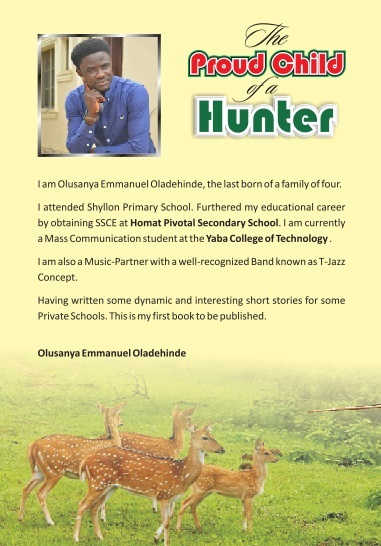 The
Proud Child
of a
Hunter
I am Olusanya Emmanuel Oladehinde, the last born of a family of four.
I attended Shyllon Primary School. Furthered my educational career
by obtaining SSCE at Homat Pivotal Secondary School. I am currently
a Mass Communication student at the Yaba College of Technology .
I am also a Music-Partner with a well-recognized Band known as T-Jazz
Concept.
Having written some dynamic and interesting short stories for some
Private Schools. This is my first book to be published.
Olusanya Emmanuel Oladehinde